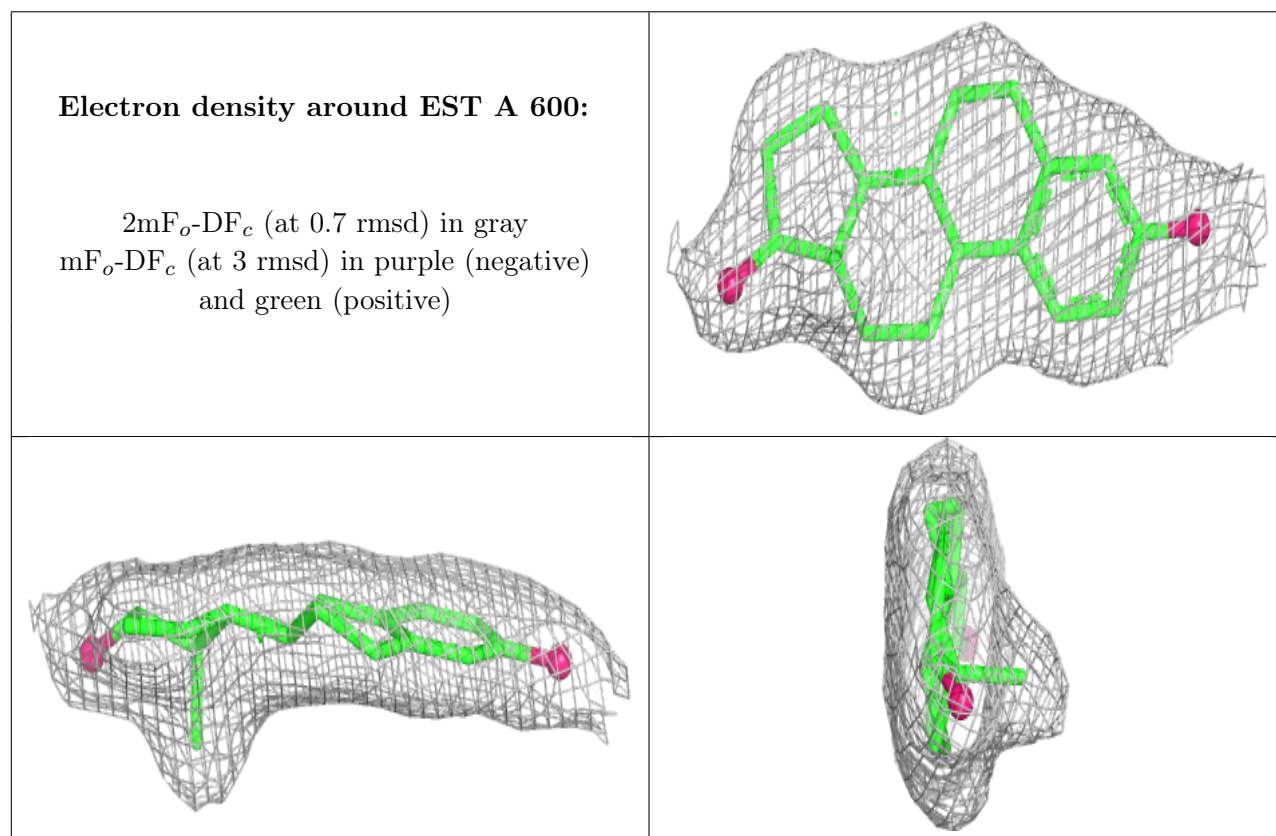 Electron density around EST A 600:
2mFo-DFc (at 0.7 rmsd) in gray
mFo-DFc (at 3 rmsd) in purple (negative)
and green (positive)